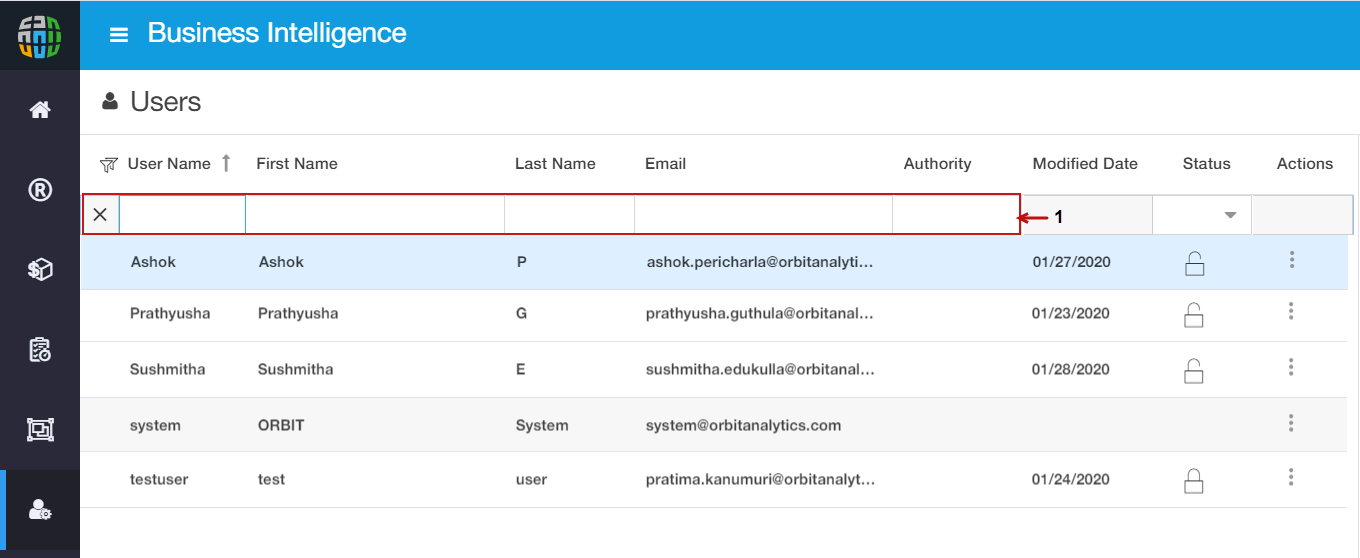 Business Intelligence
Users
User Name First Name Last Name Email Authority Modified Date Status Actions
1
Ashok Ashok P ashok.pericharla@orbitanalyti... 01/27/2020
Prathyusha Prathyusha G prathyusha.guthula@orbitanal... 01/23/2020
Sushmitha Sushmitha E sushmitha.edukulla@orbitanal... 01/28/2020
system ORBIT System system@orbitanalytics.com
testuser test user pratima.kanumuri@orbitanalyt... 01/24/2020